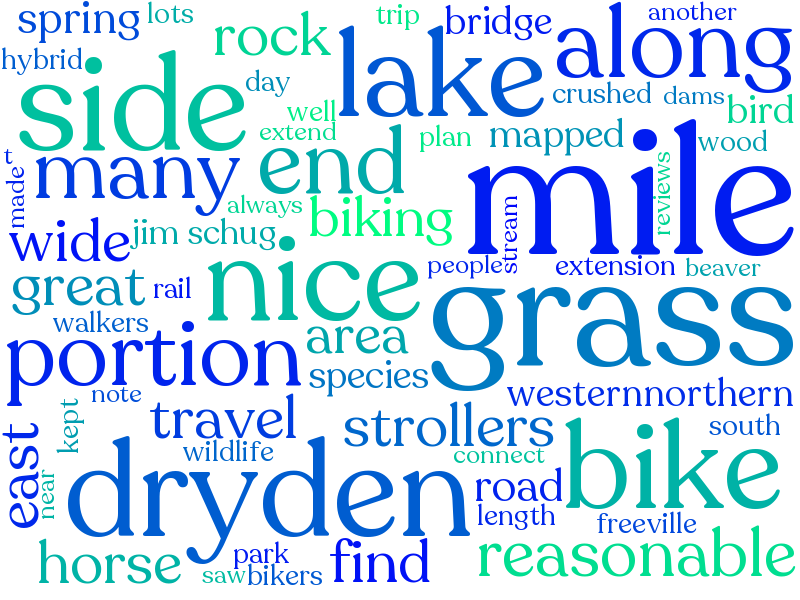 spring
lots
trip
bridge
another
along
hybrid
rock
lake
side
day
crushed
dams
bird
well
extend
plan
mapped
wood
t
many
end
mile
made
always
biking
reviews
stream
wide
jim schug
nice
people
extension
beaver
great
rail
grass
walkers
area
portion
species
note
western
northern
kept
travel
strollers
south
east
wildlife
connect
bike
near
dryden
road
length
freeville
horse
park
find
reasonable
saw
bikers